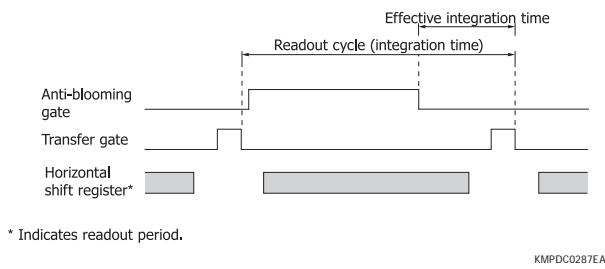 Effective integration time
Readout cycle (integration time)
Anti-blooming
gate
Transfer gate
Horizontal
shift register*
* Indicates readout period.
KMPDC0287EA